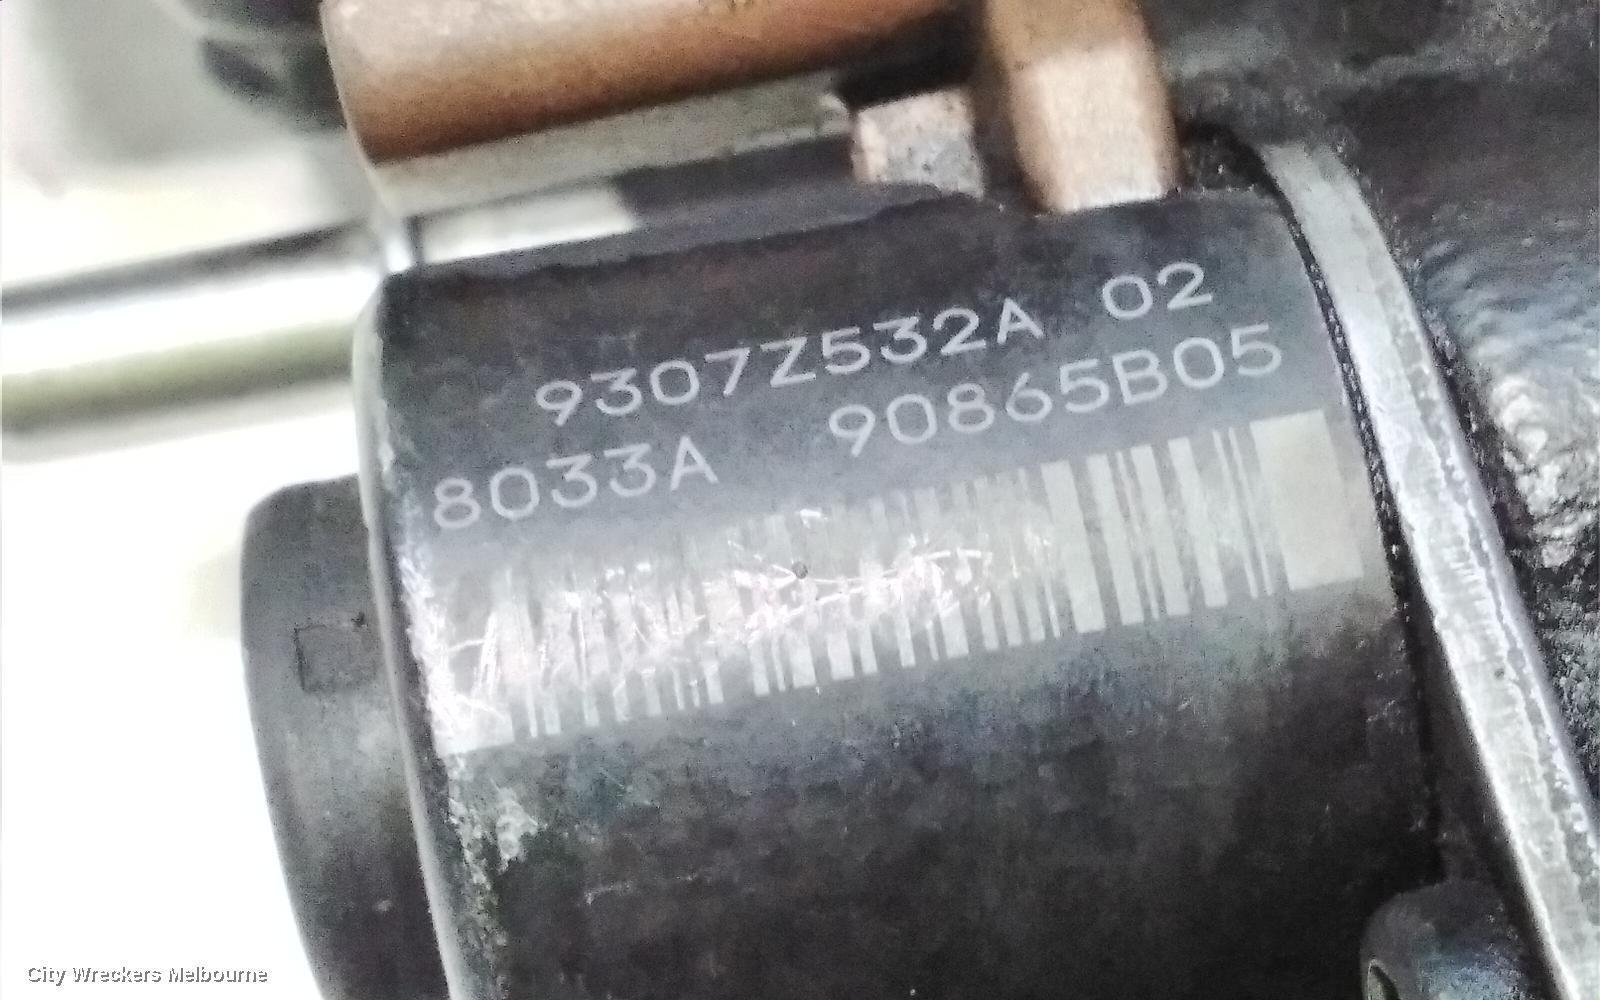 9307Z532A 02
8033A 90865B05
City Wreckers Melbourne